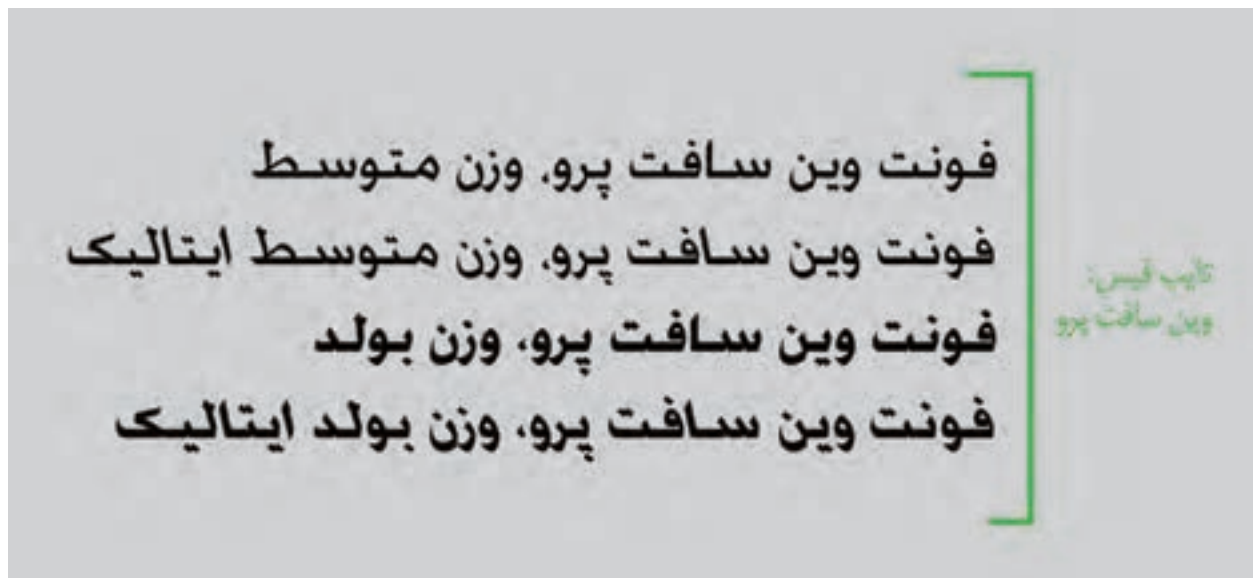 فونت وین سافت پرو، وزن متوسط
فونت وین سافت پرو، وزن متوسط ایتالیک
فونت وین سافت پرو، وزن بولد
فونت وین سافت پرو، وزن بولد ایتالیک
تایپ فیس:
وین سافت پرو